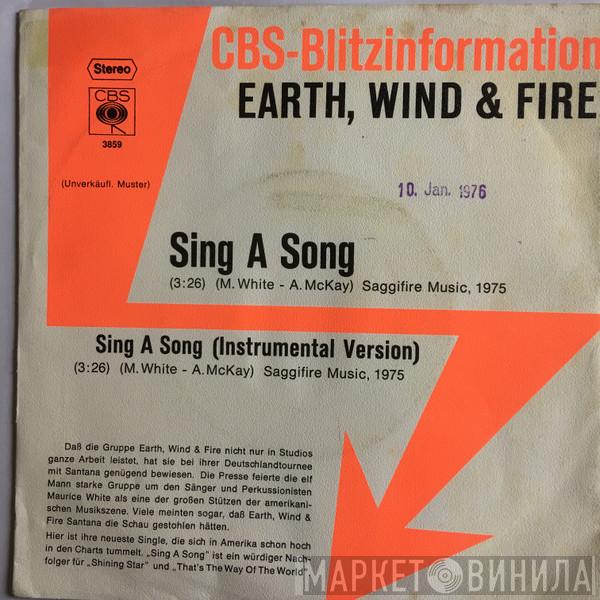 CBS-Blitzinformation
EARTH, WIND & FIRE
Stereo
CBS
3859
(Unverkäufl. Muster)
10. Jan. 1976
Sing A Song
(3:26) (M. White - A. McKay) Saggifire Music, 1975
Sing A Song (Instrumental Version)
(3:26) (M. White - A. McKay) Saggifire Music, 1975
Daß die Gruppe Earth, Wind & Fire nicht nur in Studios
ganze Arbeit leistet, hat sie bei ihrer Deutschlandtournee
mit Santana genügend bewiesen. Die Presse feierte die elf
Mann starke Gruppe um den Sänger und Perkussionisten
Maurice White als eine der großen Stützen der amerikani-
schen Musikszene. Viele meinten sogar, daß Earth, Wind &
Fire Santana die Schau gestohlen hätten.
Hier ist ihre neueste Single, die sich in Amerika schon hoch
in den Charts tummelt. „Sing A Song" ist ein würdiger Nach-
folger für „Shining Star" und „That's The Way Of The World"
МАРКЕТ ВИНИЛА